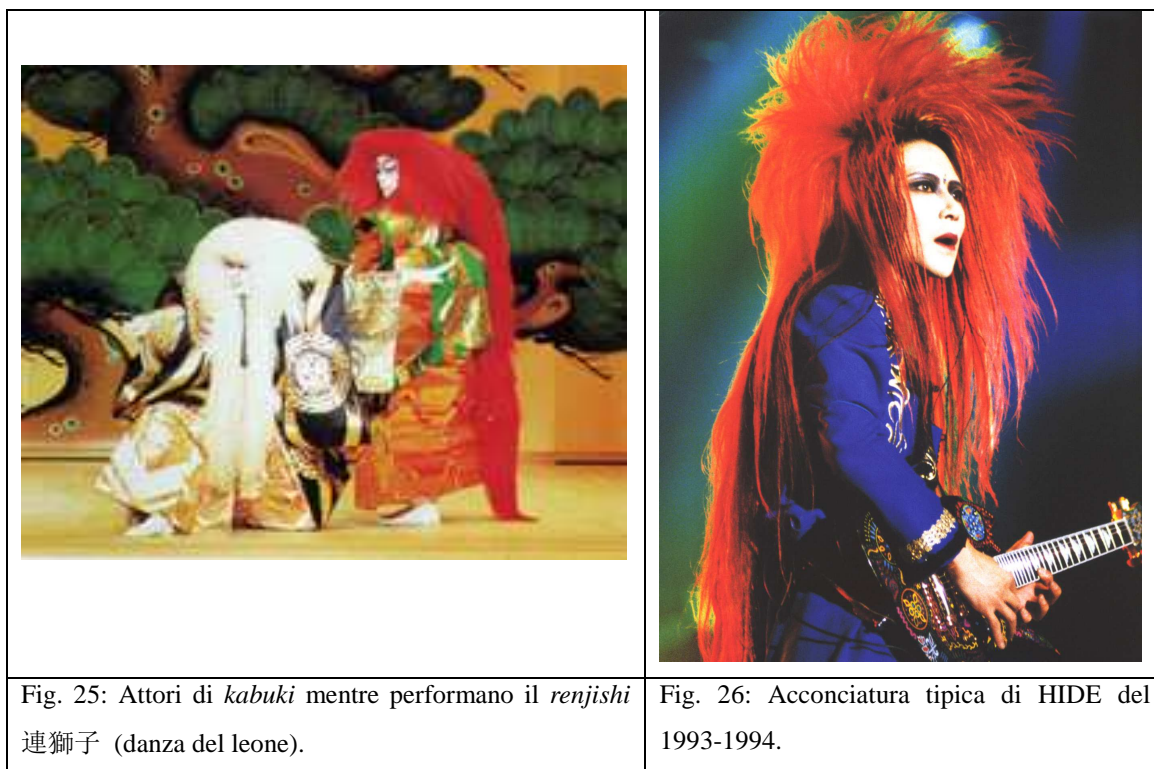 Fig. 25: Attori di kabuki mentre performano il renjishi
連獅子 (danza del leone).
Fig. 26: Acconciatura tipica di HIDE del
1993-1994.